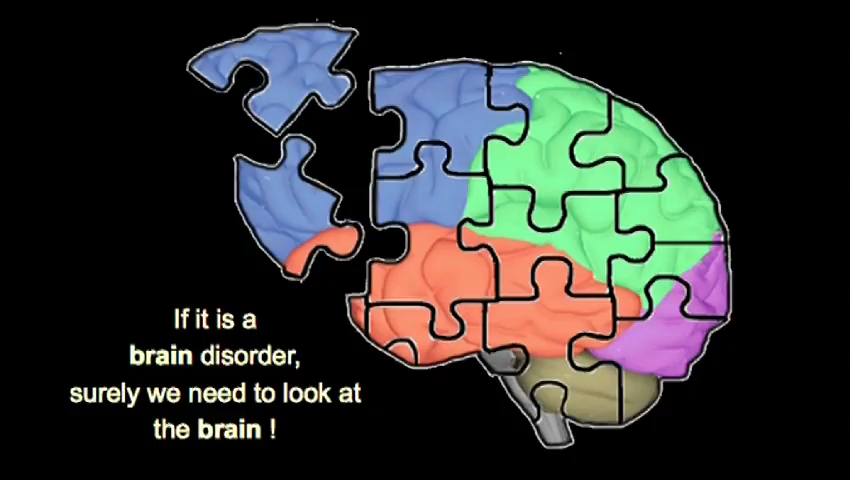 If it is a
brain disorder,
surely we need to look at
the brain !